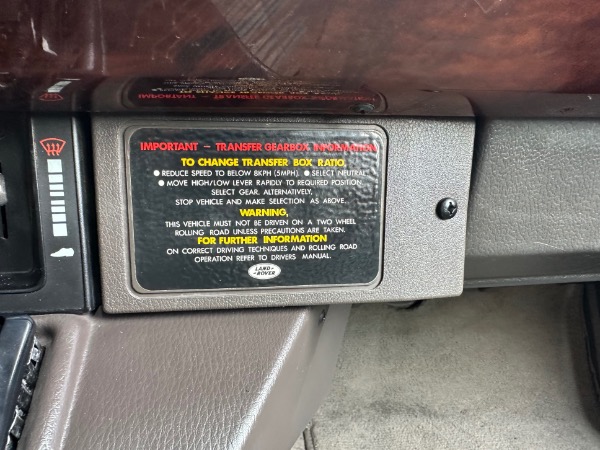 IMPORTANT – TRANSFER GEARBOX INFORMATION
TO CHANGE TRANSFER BOX RATIO,
● REDUCE SPEED TO BELOW 8KPH (5MPH). ● SELECT NEUTRAL
● MOVE HIGH/LOW LEVER RAPIDLY TO REQUIRED POSITION
SELECT GEAR. ALTERNATIVELY,
STOP VEHICLE AND MAKE SELECTION AS ABOVE.
WARNING,
THIS VEHICLE MUST NOT BE DRIVEN ON A TWO WHEEL
ROLLING ROAD UNLESS PRECAUTIONS ARE TAKEN.
FOR FURTHER INFORMATION
ON CORRECT DRIVING TECHNIQUES AND ROLLING ROAD
OPERATION REFER TO DRIVERS MANUAL.
LAND-
-ROVER